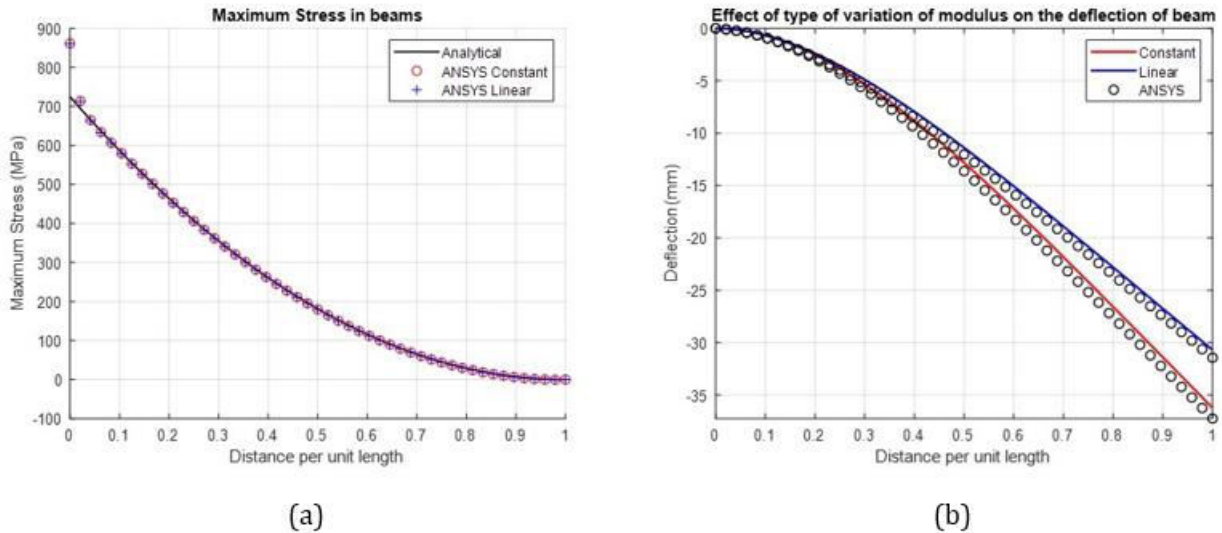 Maximum Stress in beams
900
800
700
600
500
400
300
200
100
0
-100
Maximum Stress (MPa)
Analytical
ANSYS Constant
ANSYS Linear
0 0.1 0.2 0.3 0.4 0.5 0.6 0.7 0.8 0.9 1
Distance per unit length
(a)
Effect of type of variation of modulus on the deflection of beam
0
-5
-10
-15
-20
-25
-30
-35
Deflection (mm)
Constant
Linear
ANSYS
0 0.1 0.2 0.3 0.4 0.5 0.6 0.7 0.8 0.9 1
Distance per unit length
(b)